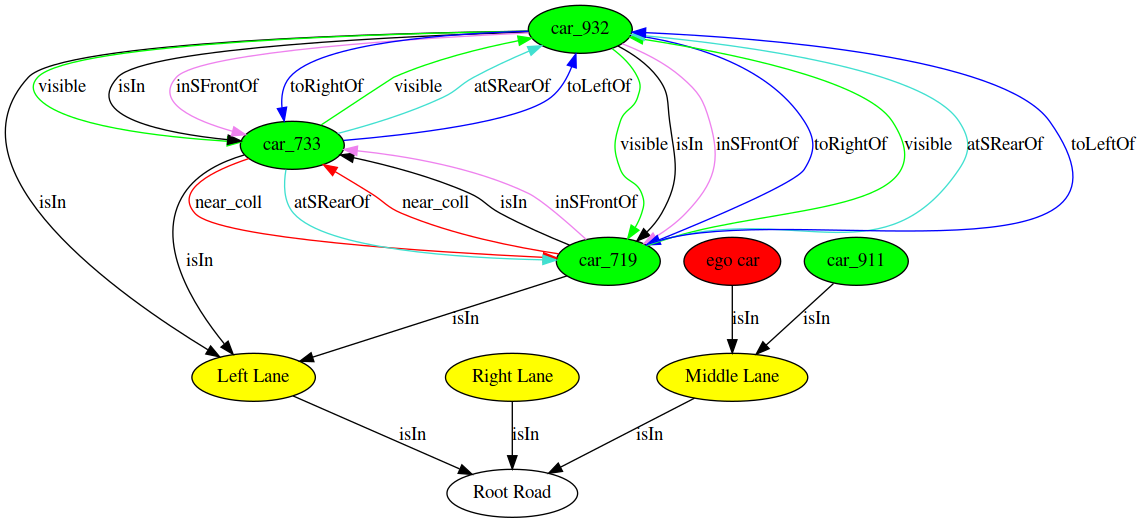 car_932
visible
isIn
inSFrontOf
toRightOf
visible
atSRearOf
toLeftOf
car_733
visible
isIn
inSFrontOf
toRightOf
visible
atSRearOf
toLeftOf
isIn
near_coll
atSRearOf
near_coll
isIn
inSFrontOf
isIn
car_719
ego car
car_911
isIn
isIn
isIn
Left Lane
Right Lane
Middle Lane
isIn
isIn
isIn
Root Road